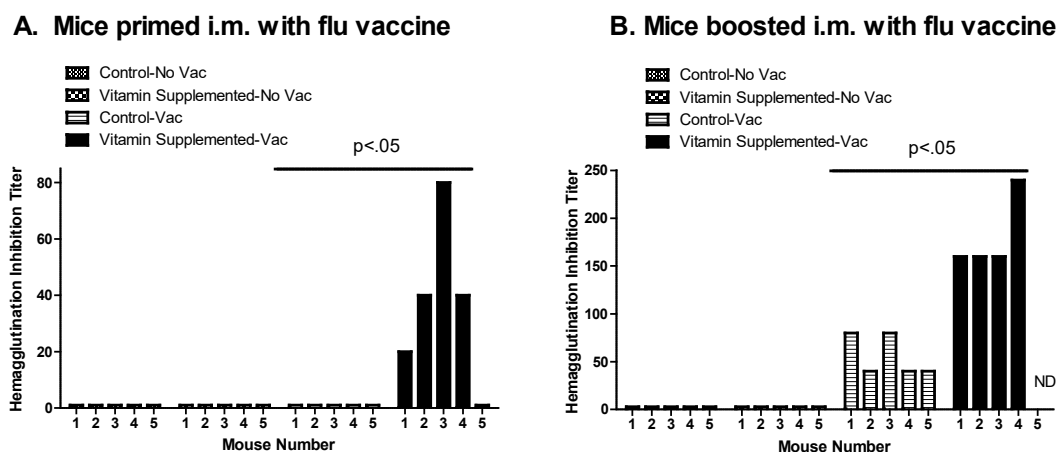 A. Mice primed i.m. with flu vaccine
Control-No Vac
Vitamin Supplemented-No Vac
Control-Vac
Vitamin Supplemented-Vac
p<.05
Hemagglutination Inhibition Titer
80
60
40
20
0
1 2 3 4 5 1 2 3 4 5 1 2 3 4 5 1 2 3 4 5
Mouse Number
B. Mice boosted i.m. with flu vaccine
Control-No Vac
Vitamin Supplemented-No Vac
Control-Vac
Vitamin Supplemented-Vac
p<.05
Hemagglutination Inhibition Titer
250
200
150
100
50
0
ND
1 2 3 4 5 1 2 3 4 5 1 2 3 4 5 1 2 3 4 5
Mouse Number